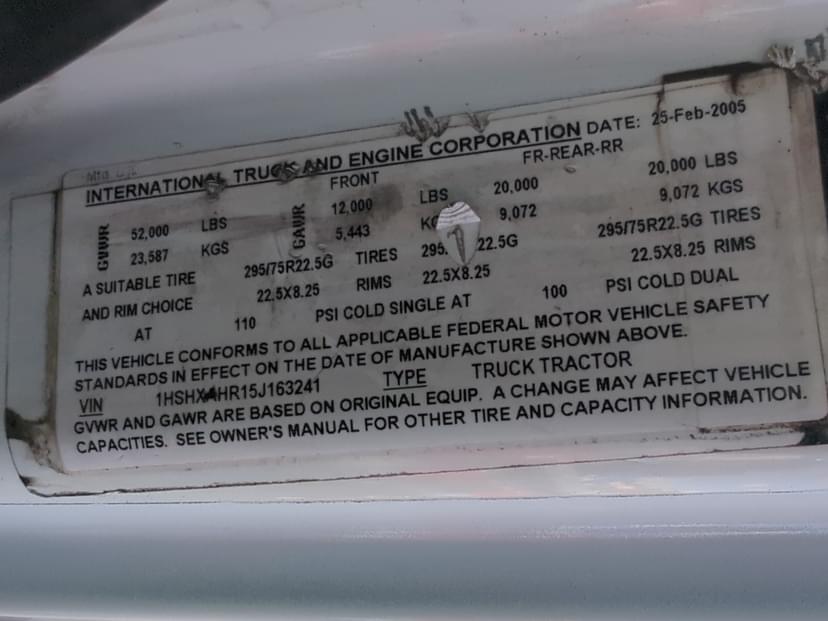 INTERNATIONAL TRUCK AND ENGINE CORPORATION DATE: 25-Feb-2005
FRONT FR-REAR-RR
GVWR 52,000 LBS GAWR 12,000 LBS 20,000 20,000 LBS
23,587 KGS 5,443 9,072 9,072 KGS
A SUITABLE TIRE 295/75R22.5G TIRES 22.5G 295/75R22.5G TIRES
AND RIM CHOICE 22.5X8.25 RIMS 22.5X8.25 22.5X8.25 RIMS
AT 110 PSI COLD SINGLE AT 100 PSI COLD DUAL
THIS VEHICLE CONFORMS TO ALL APPLICABLE FEDERAL MOTOR VEHICLE SAFETY
STANDARDS IN EFFECT ON THE DATE OF MANUFACTURE SHOWN ABOVE.
VIN 1HSHXAHR15J163241 TYPE TRUCK TRACTOR
GVWR AND GAWR ARE BASED ON ORIGINAL EQUIP. A CHANGE MAY AFFECT VEHICLE
CAPACITIES. SEE OWNER'S MANUAL FOR OTHER TIRE AND CAPACITY INFORMATION.